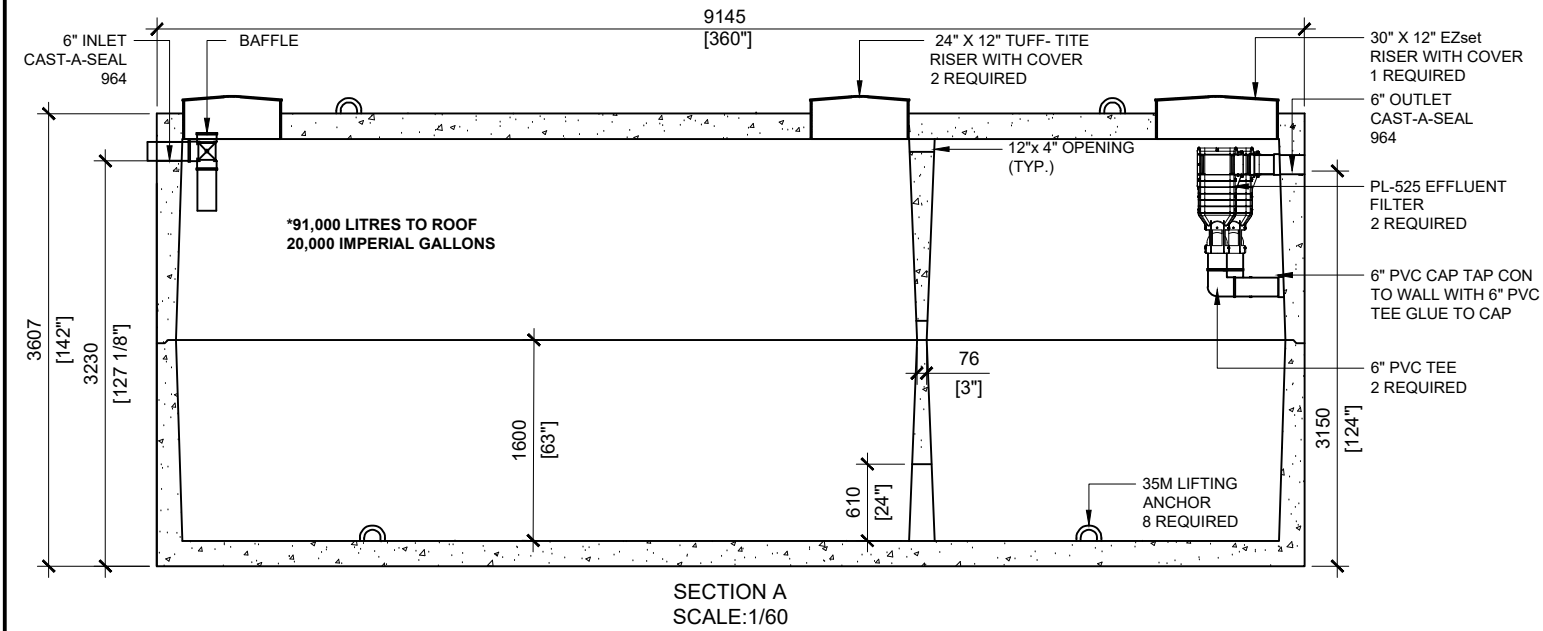 9145
[360"]
6" INLET
CAST-A-SEAL
964
BAFFLE
24" X 12" TUFF- TITE
RISER WITH COVER
2 REQUIRED
30" X 12" EZset
RISER WITH COVER
1 REQUIRED
6" OUTLET
CAST-A-SEAL
964
12"x 4" OPENING
(TYP.)
PL-525 EFFLUENT
FILTER
2 REQUIRED
*91,000 LITRES TO ROOF
20,000 IMPERIAL GALLONS
6" PVC CAP TAP CON
TO WALL WITH 6" PVC
TEE GLUE TO CAP
3607
[142"]
3230
[127 1/8"]
76
[3"]
6" PVC TEE
2 REQUIRED
1600
[63"]
3150
[124"]
610
[24"]
35M LIFTING
ANCHOR
8 REQUIRED
SECTION A
SCALE:1/60